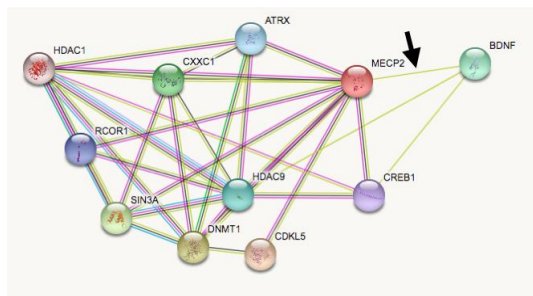 ATRX
BDNF
HDAC1
CXXC1
MECP2
RCOR1
HDAC9
CREB1
SIN3A
DNMT1
CDKL5